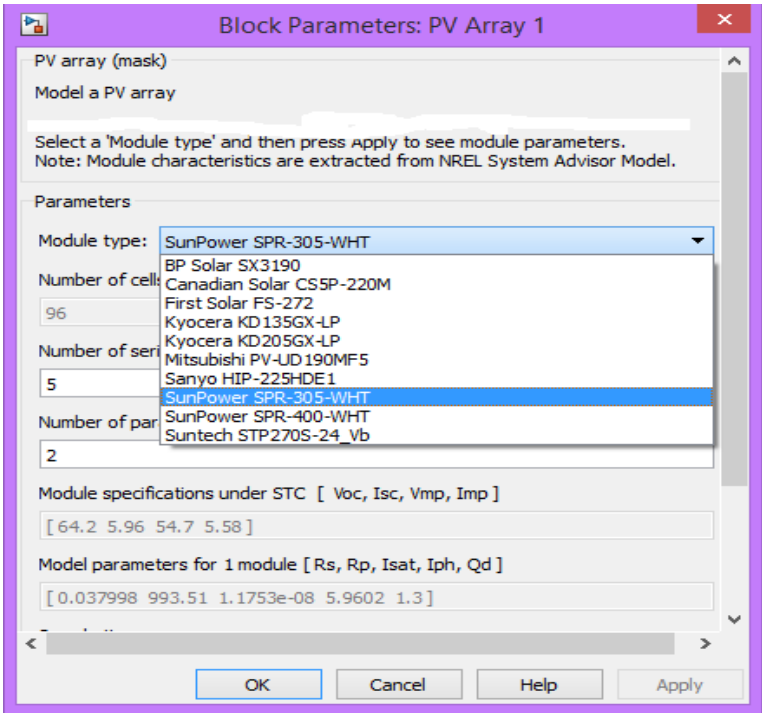 Block Parameters: PV Array 1
PV array (mask)
Model a PV array
Select a 'Module type' and then press Apply to see module parameters.
Note: Module characteristics are extracted from NREL System Advisor Model.
Parameters
Module type: SunPower SPR-305-WHT
BP Solar SX3190
Number of cells
Canadian Solar CS5P-220M
First Solar FS-272
96
Kyocera KD135GX-LP
Kyocera KD205GX-LP
Number of seri
Mitsubishi PV-UD190MF5
Sanyo HIP-225HDE1
5
SunPower SPR-305-WHT
Number of par
SunPower SPR-400-WHT
Suntech STP270S-24_Vb
2
Module specifications under STC [ Voc, Isc, Vmp, Imp ]
[ 64.2 5.96 54.7 5.58 ]
Model parameters for 1 module [ Rs, Rp, Isat, Iph, Qd ]
[ 0.037998 993.51 1.1753e-08 5.9602 1.3 ]
OK Cancel Help Apply